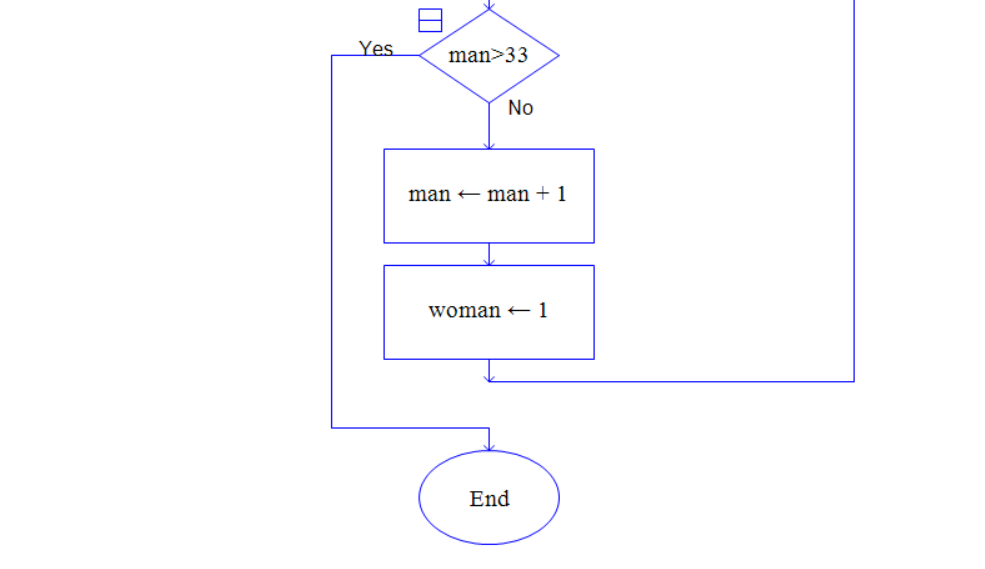 Yes
man>33
No
man ← man + 1
woman ← 1
End